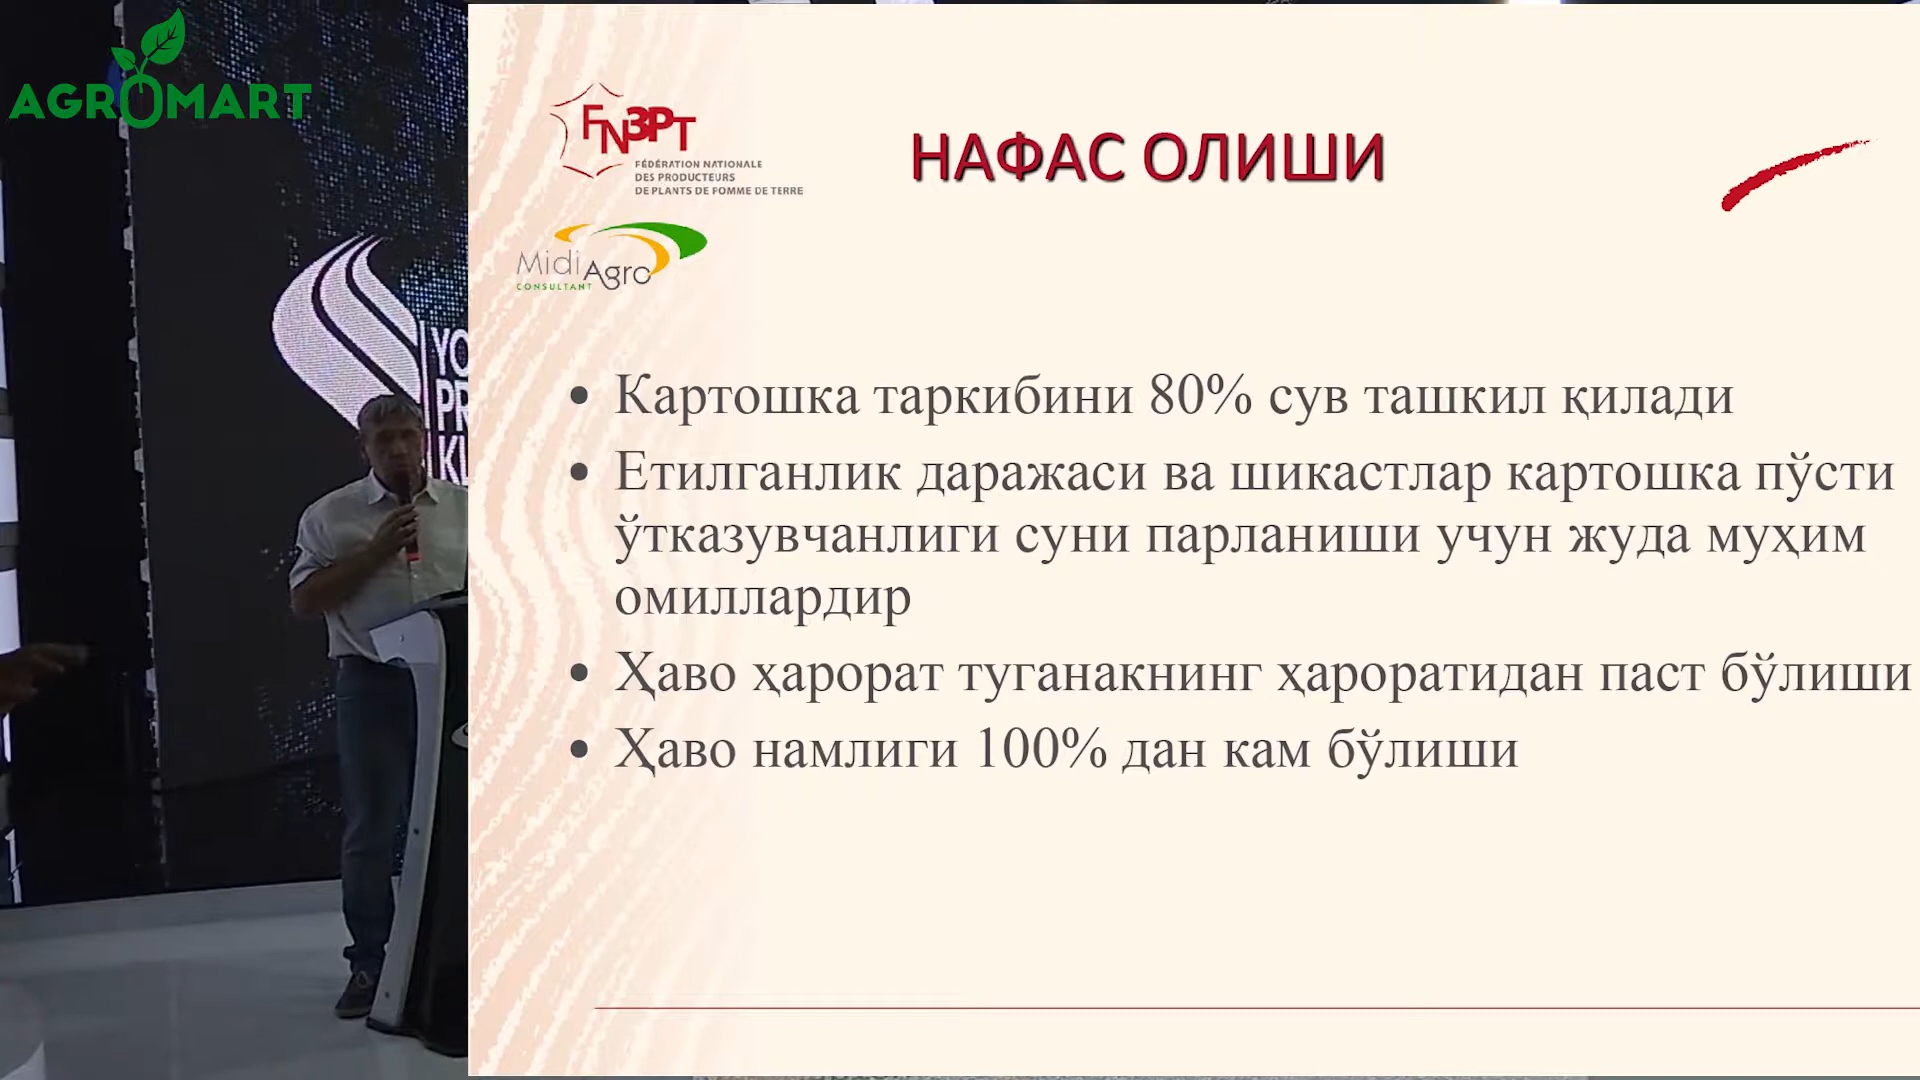 AGROMART
FN3PT
FÉDÉRATION NATIONALE
DES PRODUCTEURS
DE PLANTS DE POMME DE TERRE
НАФАС ОЛИШИ
Midi Agro
CONSULTANT
• Картошка таркибини 80% сув ташкил қилади
• Етилганлик даражаси ва шикастлар картошка пўсти
ўтказувчанлиги суни парланиши учун жуда муҳим
омиллардир
• Ҳаво ҳарорат туганакнинг ҳароратидан паст бўлиши
• Ҳаво намлиги 100% дан кам бўлиши